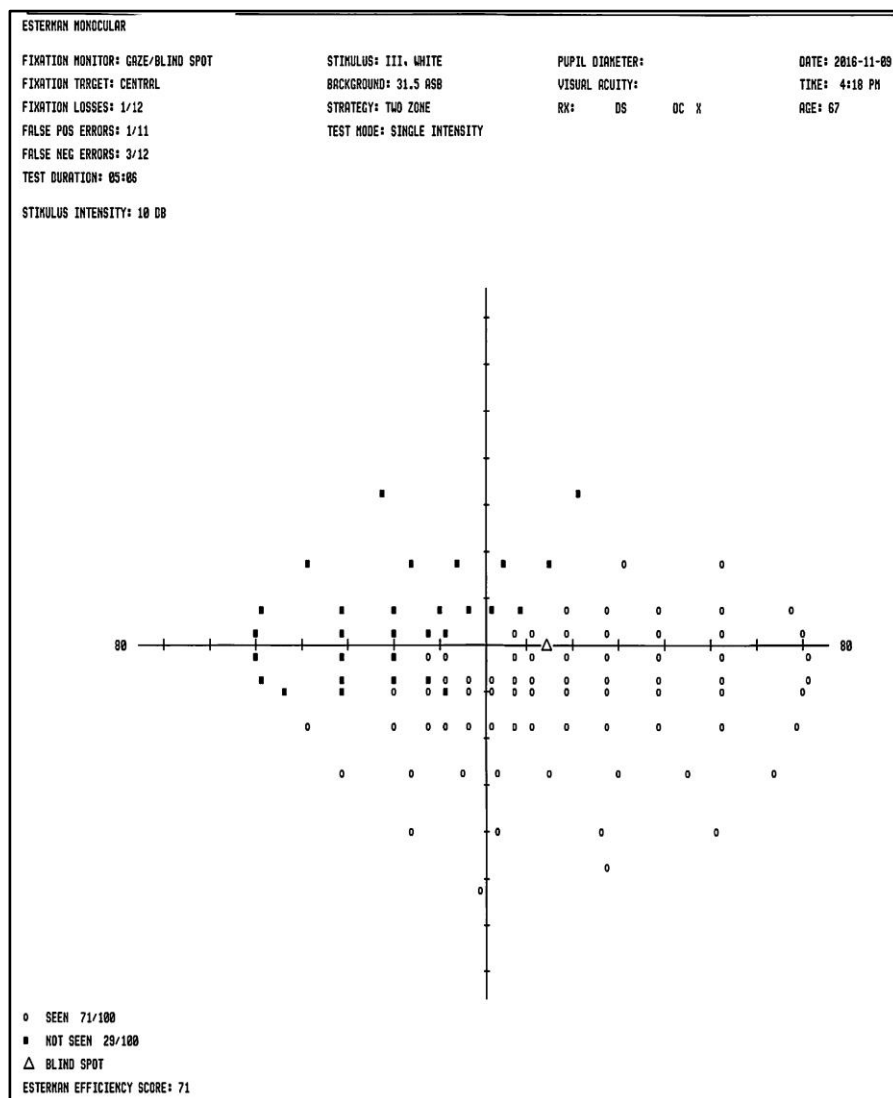 ESTERMAN MONOCULAR
FIXATION MONITOR: GAZE/BLIND SPOT
FIXATION TARGET: CENTRAL
FIXATION LOSSES: 1/12
FALSE POS ERRORS: 1/11
FALSE NEG ERRORS: 3/12
TEST DURATION: 05:06
STIMULUS INTENSITY: 10 DB
STIMULUS: III, WHITE
BACKGROUND: 31.5 ASB
STRATEGY: TWO ZONE
TEST MODE: SINGLE INTENSITY
PUPIL DIAMETER:
VISUAL ACUITY:
RX: DS DC X
DATE: 2016-11-09
TIME: 4:18 PM
AGE: 67
80 80
SEEN 71/100
NOT SEEN 29/100
BLIND SPOT
ESTERMAN EFFICIENCY SCORE: 71